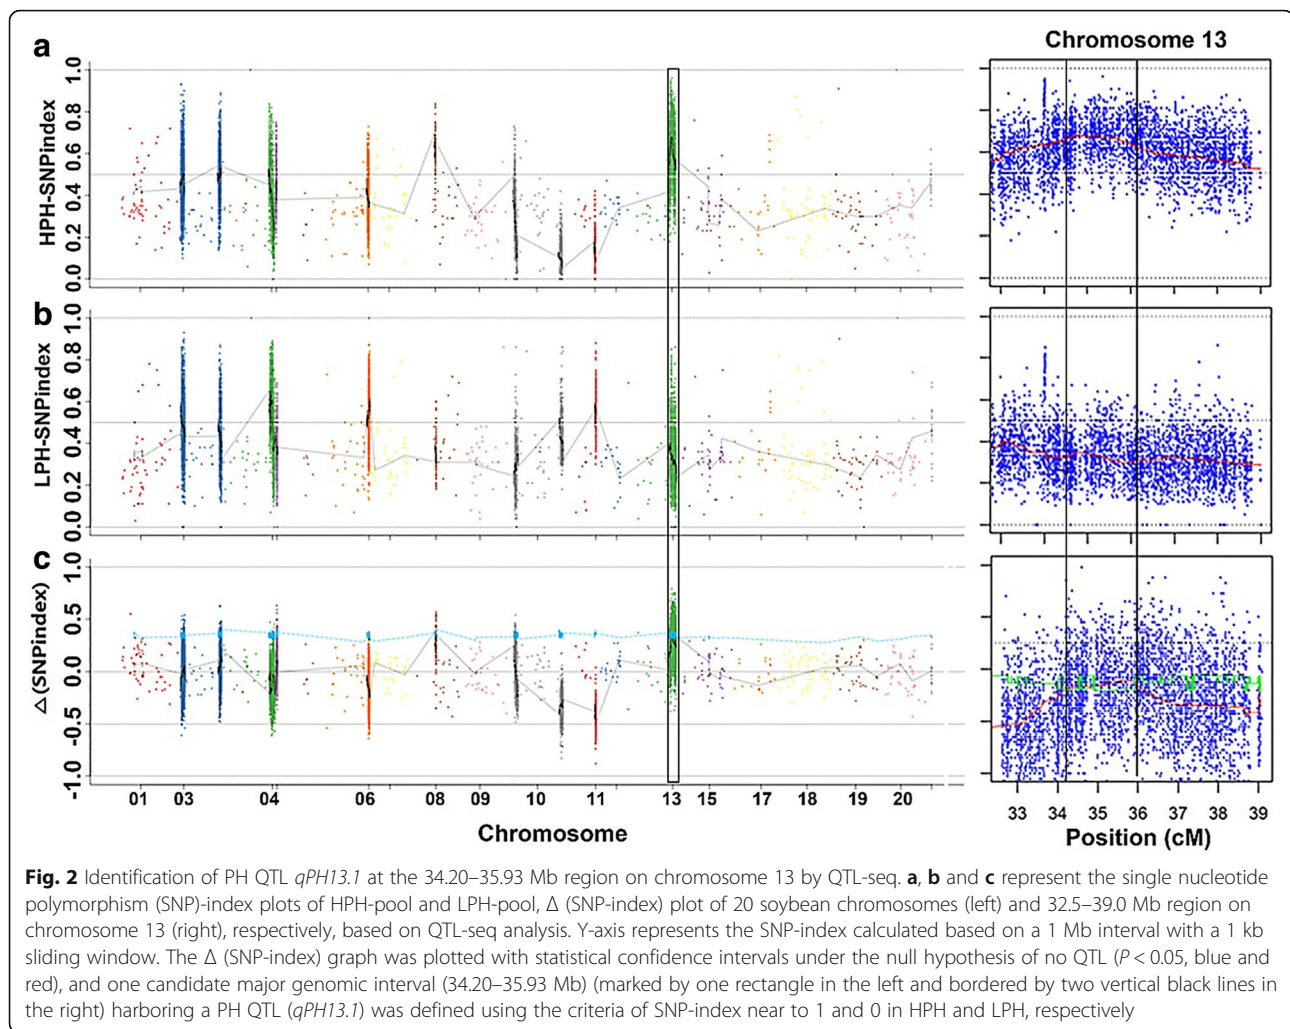 a
HPH-SNPindex
1.0
0.8
0.6
0.4
0.2
0.0
Chromosome 13
b
LPH-SNPindex
1.0
0.8
0.6
0.4
0.2
0.0
c
△(SNPindex)
1.0
0.5
0.0
-0.5
-1.0
01 03 04 06 08 09 10 11 13 15 17 19 20
Chromosome
33 34 35 36 37 38 39
Position (cM)
Fig. 2 Identification of PH QTL qPH13.1 at the 34.20–35.93 Mb region on chromosome 13 by QTL-seq. a, b and c represent the single nucleotide
polymorphism (SNP)-index plots of HPH-pool and LPH-pool, Δ (SNP-index) plot of 20 soybean chromosomes (left) and 32.5–39.0 Mb region on
chromosome 13 (right), respectively, based on QTL-seq analysis. Y-axis represents the SNP-index calculated based on a 1 Mb interval with a 1 kb
sliding window. The Δ (SNP-index) graph was plotted with statistical confidence intervals under the null hypothesis of no QTL (P < 0.05, blue and
red), and one candidate major genomic interval (34.20–35.93 Mb) (marked by one rectangle in the left and bordered by two vertical black lines in
the right) harboring a PH QTL (qPH13.1) was defined using the criteria of SNP-index near to 1 and 0 in HPH and LPH, respectively